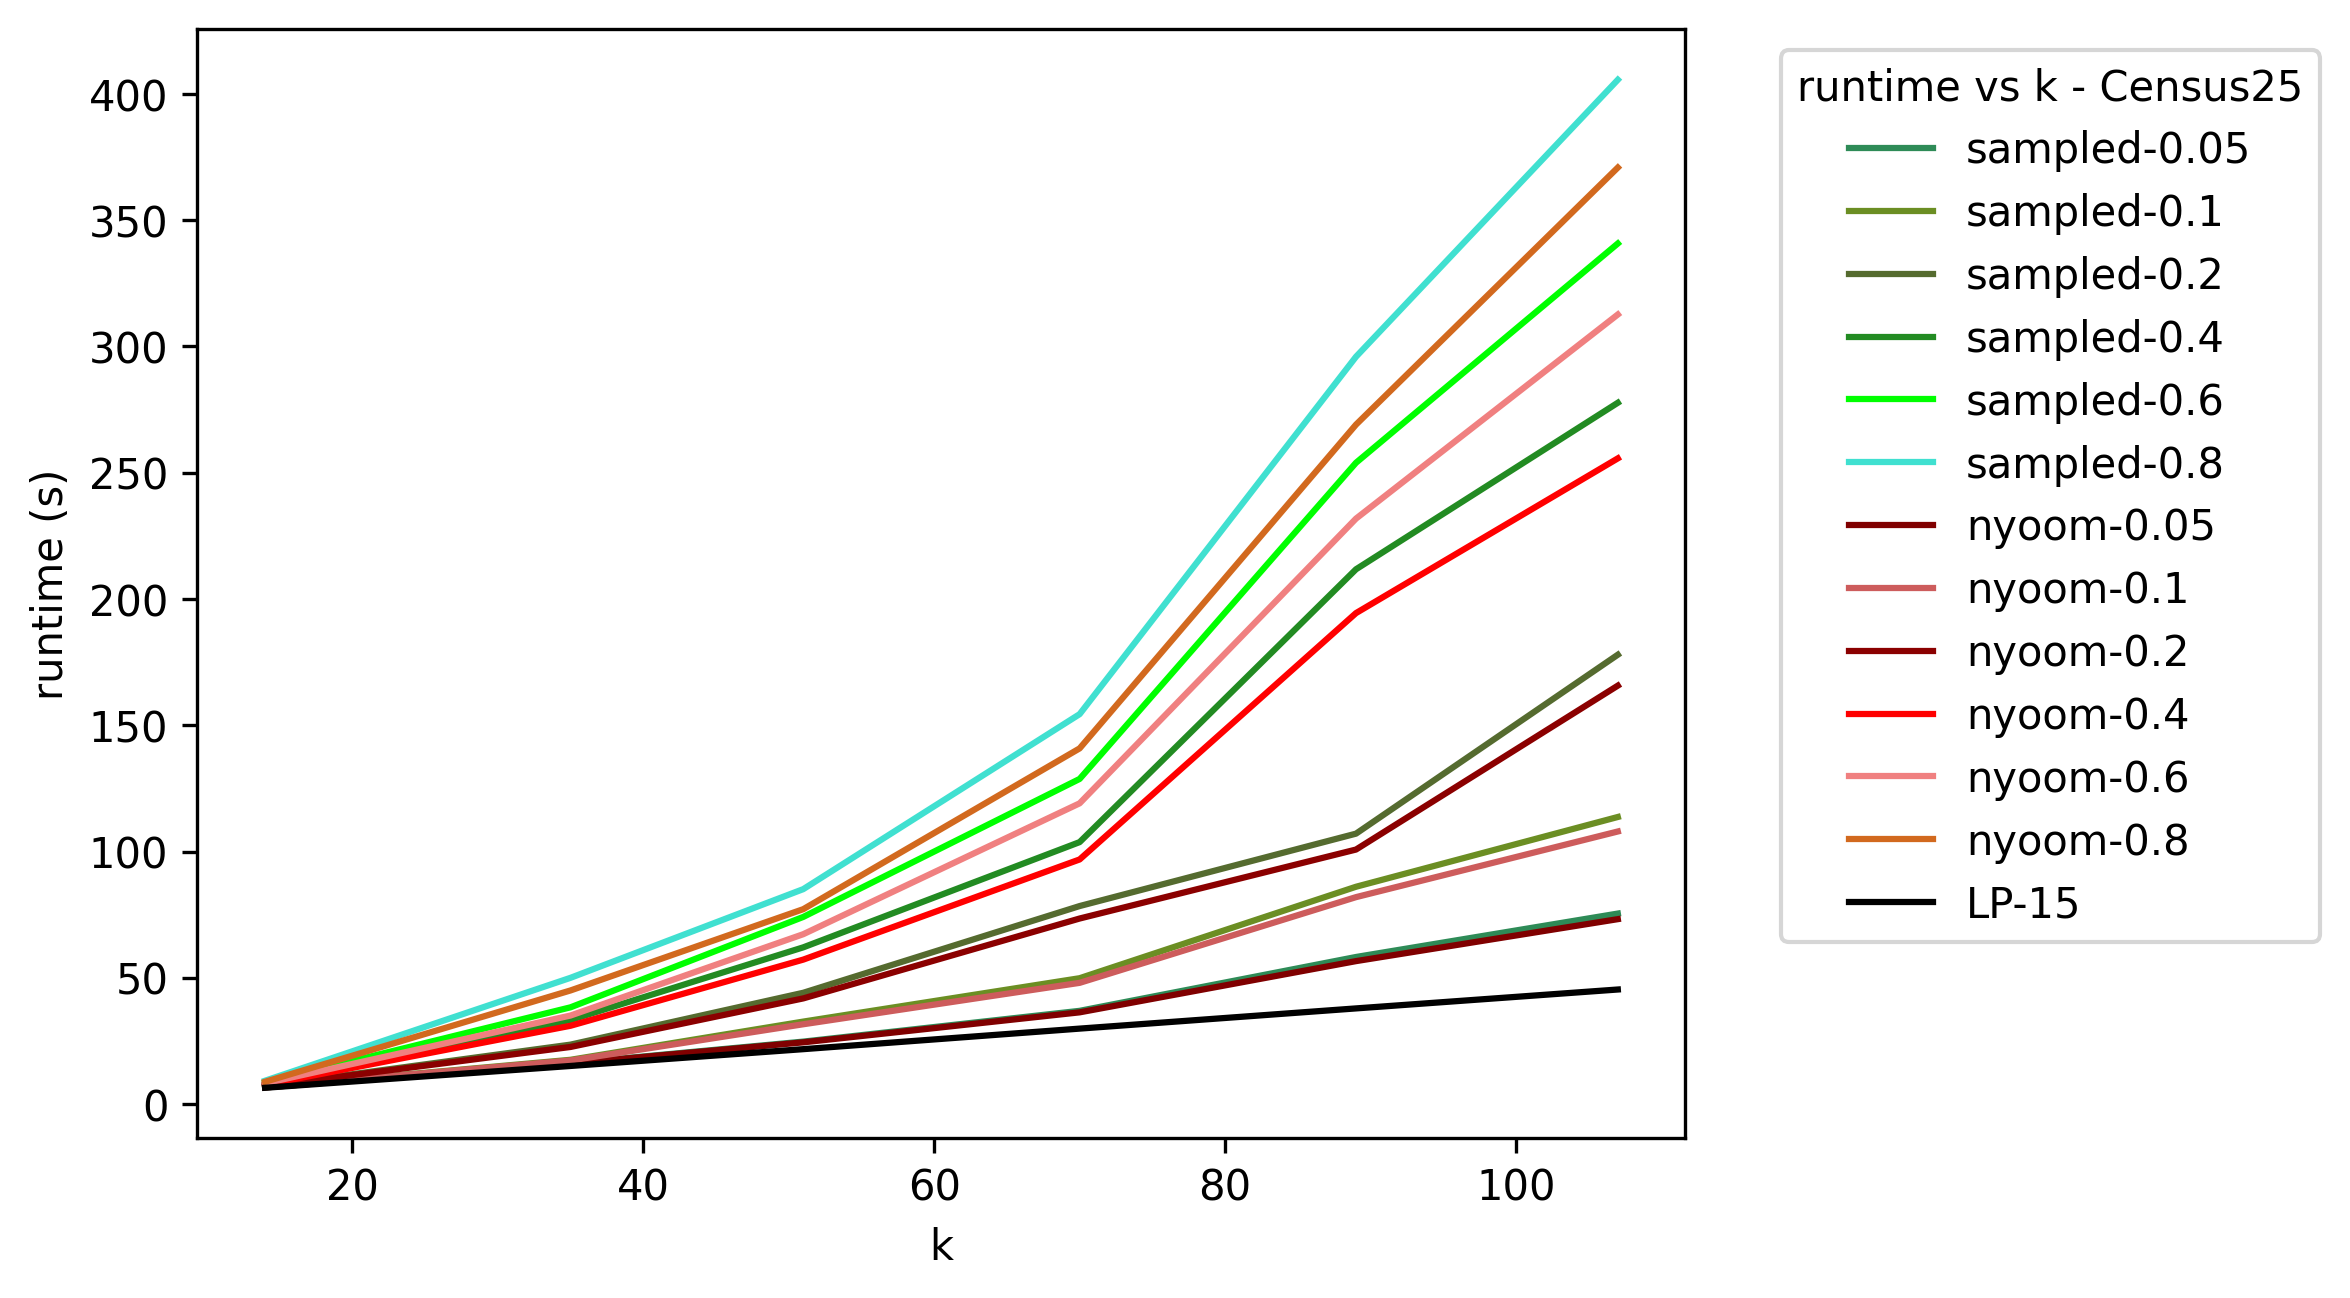 400
350
300
250
200
150
100
50
0
runtime (s)
20 40 60 80 100
k
runtime vs k - Census25
sampled-0.05
sampled-0.1
sampled-0.2
sampled-0.4
sampled-0.6
sampled-0.8
nyoom-0.05
nyoom-0.1
nyoom-0.2
nyoom-0.4
nyoom-0.6
nyoom-0.8
LP-15